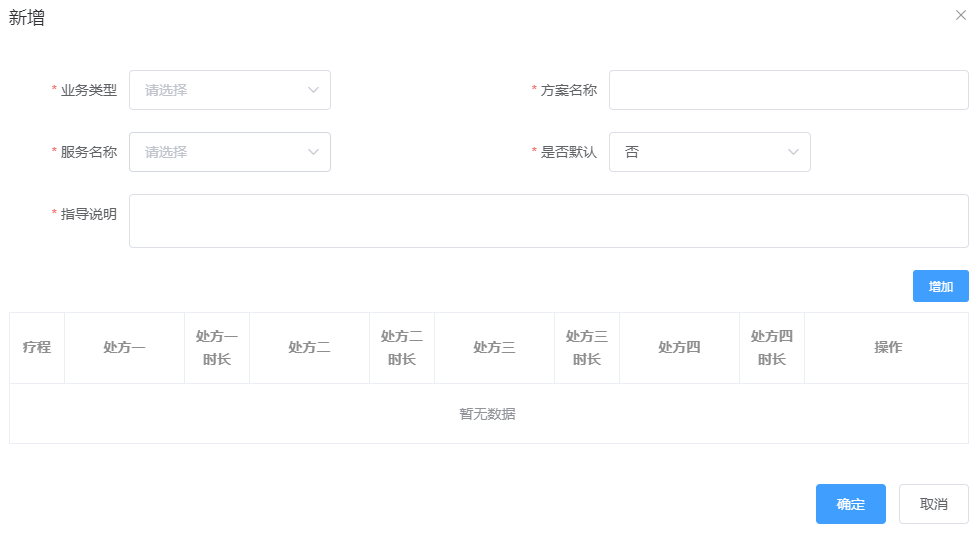 新增
* 业务类型 请选择 * 方案名称
* 服务名称 请选择 * 是否默认 否
* 指导说明
增加
疗程 处方一 处方一时长 处方二 处方二时长 处方三 处方三时长 处方四 处方四时长 操作
暂无数据
确定 取消